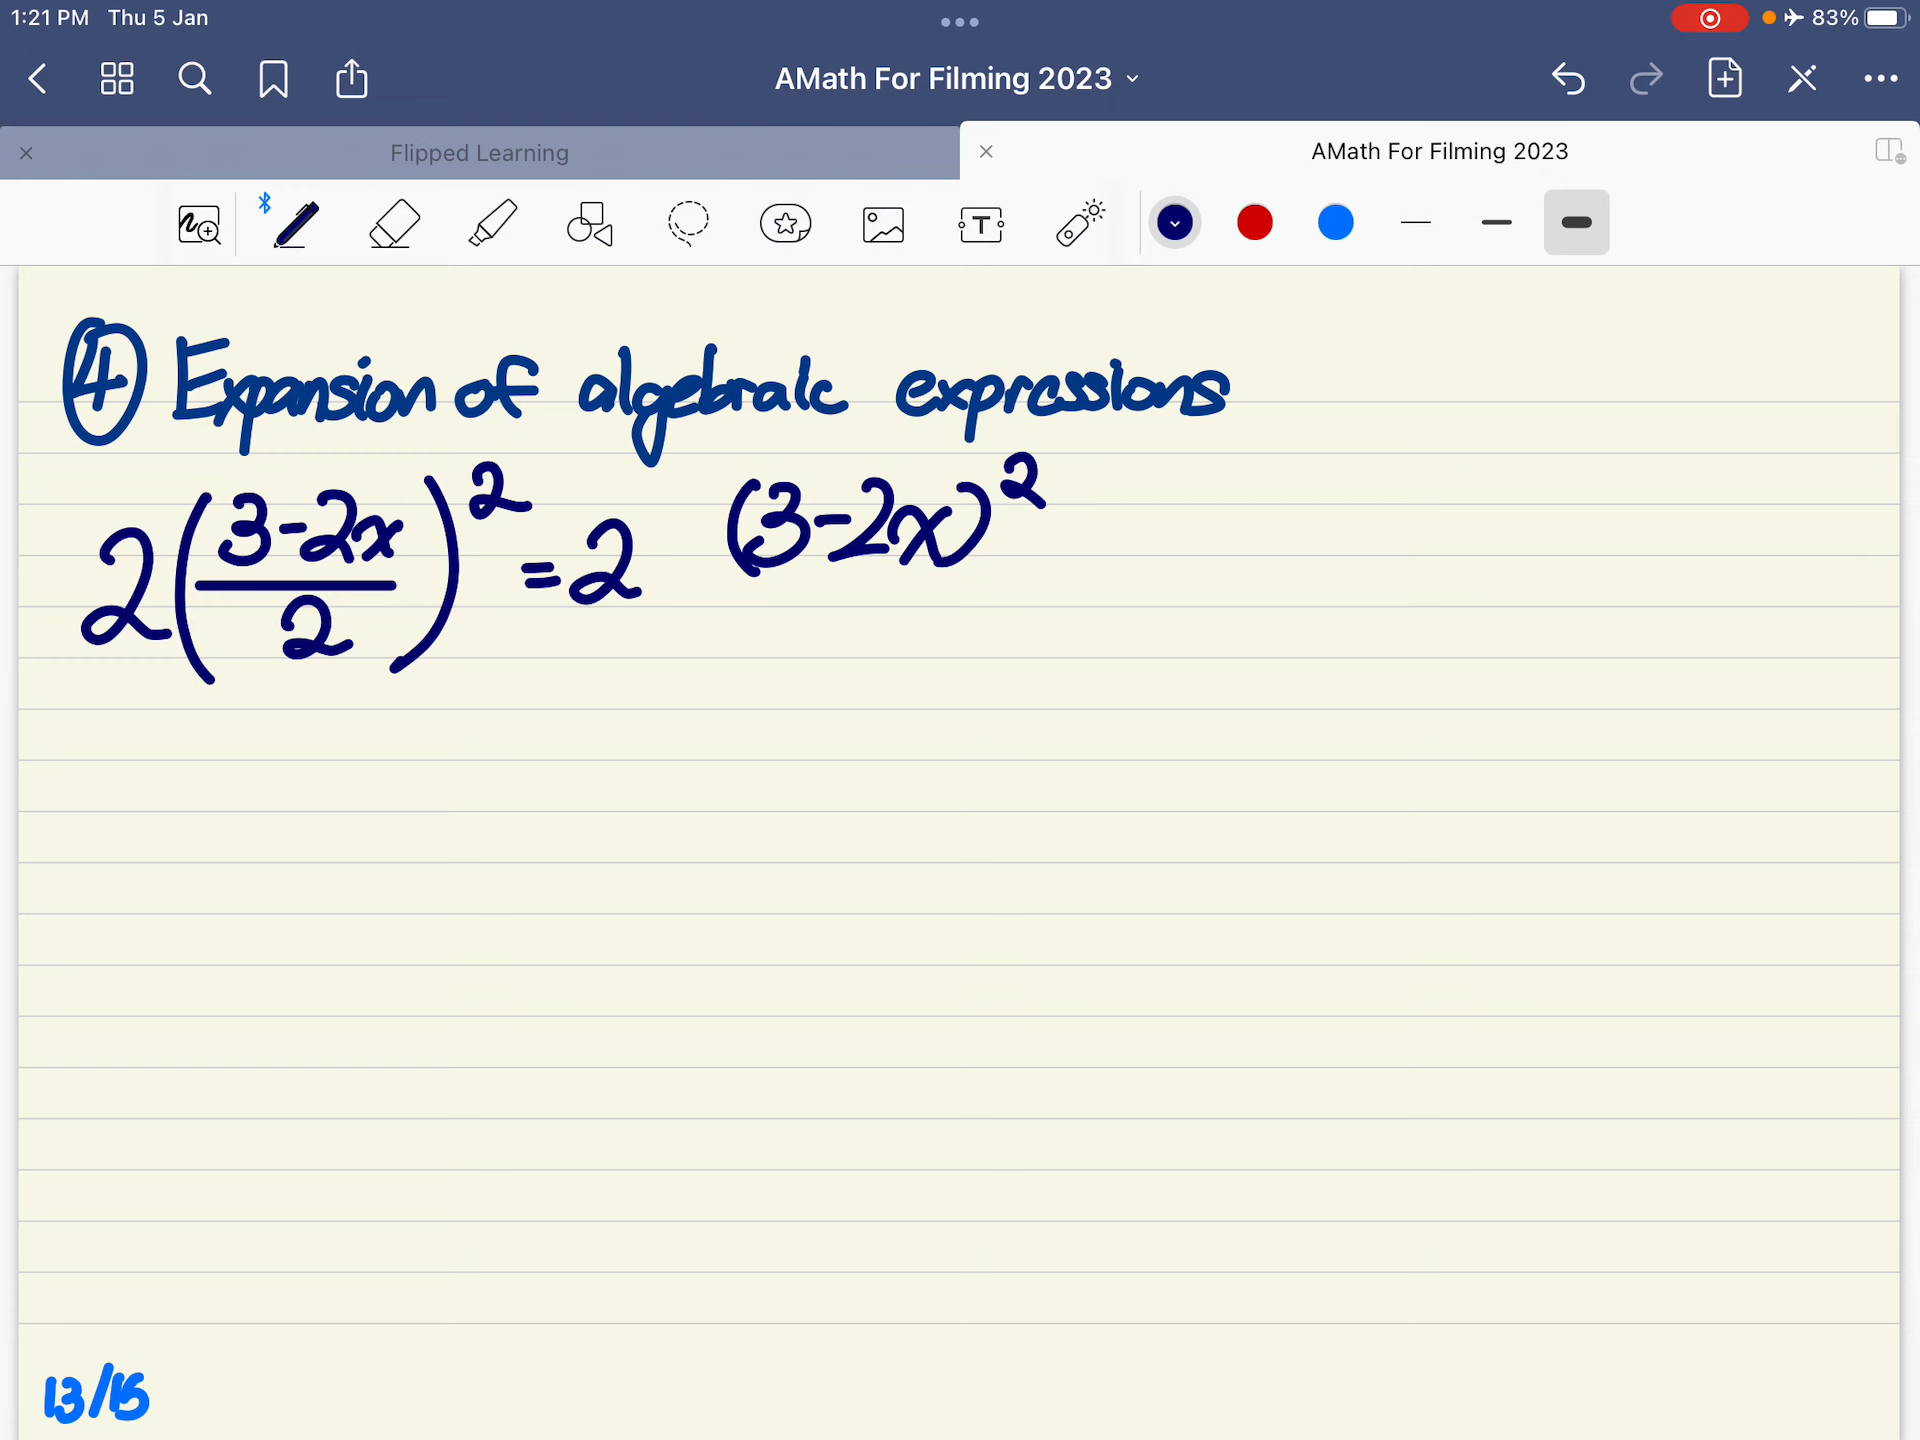 1:21 PM Thu 5 Jan 83%
AMath For Filming 2023
Flipped Learning AMath For Filming 2023
T
④ Expansion of algebraic expressions
2((3-2x)/2)² = 2 (3-2x)²
13/15